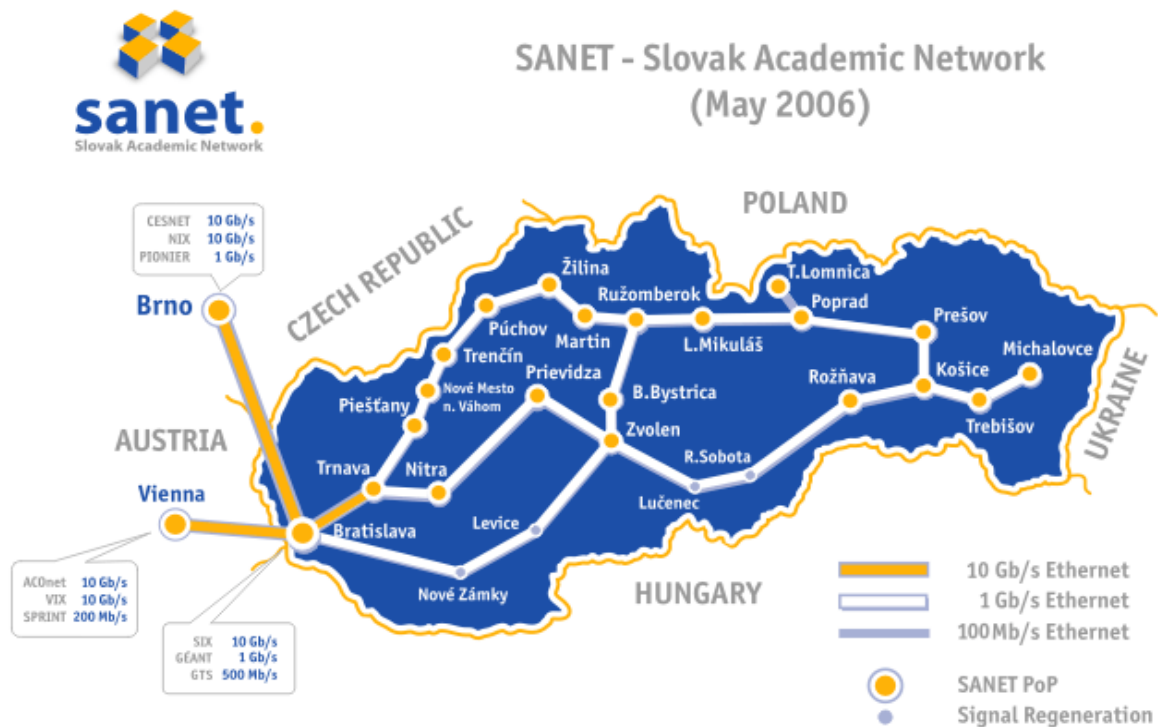 sanet.
Slovak Academic Network
SANET - Slovak Academic Network
(May 2006)
CESNET 10 Gb/s
NIX 10 Gb/s
PIONIER 1 Gb/s
Brno
CZECH REPUBLIC
POLAND
Žilina
T.Lomnica
Ružomberok
Poprad
Púchov
Martin
L.Mikuláš
Prešov
Trenčín
Prievidza
Michalovce
Nové Mesto
n. Váhom
Rožňava
Košice
Piešťany
B.Bystrica
Trebišov
UKRAINE
AUSTRIA
Zvolen
Trnava
Nitra
R.Sobota
Vienna
Lučenec
Bratislava
Levice
Nové Zámky
HUNGARY
ACOnet 10 Gb/s
VIX 10 Gb/s
SPRINT 200 Mb/s
SIX 10 Gb/s
GÉANT 1 Gb/s
GTS 500 Mb/s
10 Gb/s Ethernet
1 Gb/s Ethernet
100Mb/s Ethernet
SANET PoP
Signal Regeneration